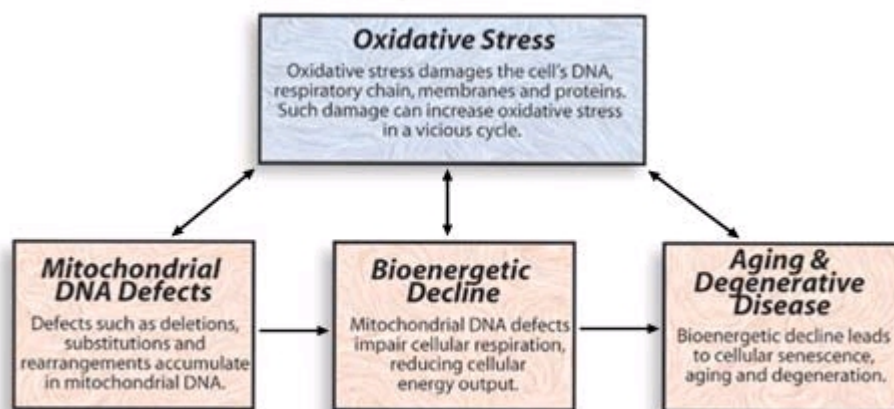 Oxidative Stress
Oxidative stress damages the cell's DNA,
respiratory chain, membranes and proteins.
Such damage can increase oxidative stress
in a vicious cycle.
Mitochondrial
DNA Defects
Defects such as deletions,
substitutions and
rearrangements accumulate
in mitochondrial DNA.
Bioenergetic
Decline
Mitochondrial DNA defects
impair cellular respiration,
reducing cellular
energy output.
Aging &
Degenerative
Disease
Bioenergetic decline leads
to cellular senescence,
aging and degeneration.